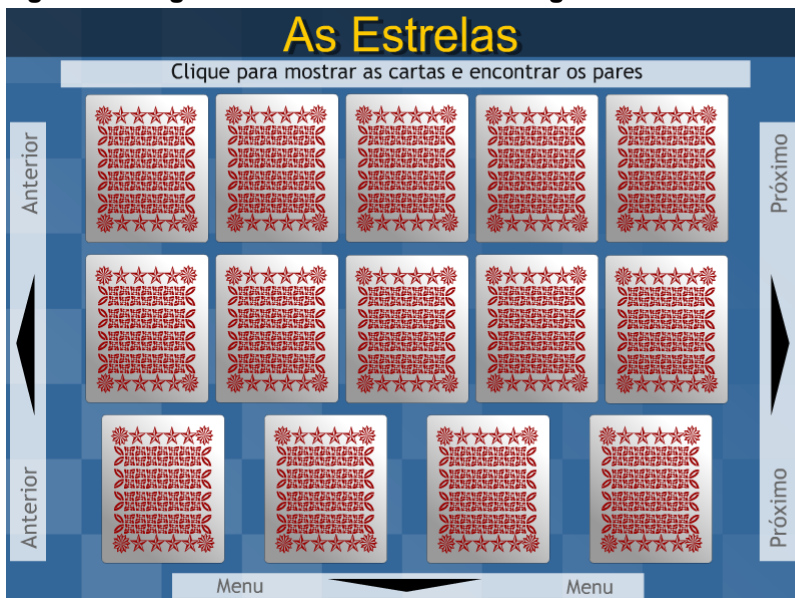 As Estrelas
Clique para mostrar as cartas e encontrar os pares
Anterior
Próximo
Anterior
Próximo
Menu
Menu